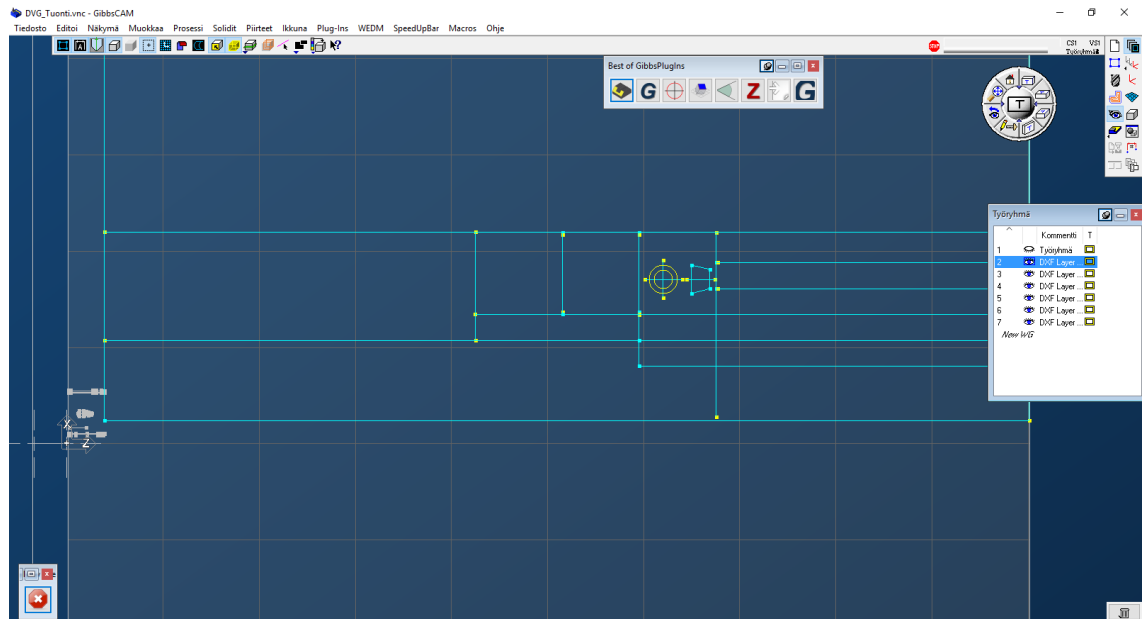 DVG_Tuonti.vnc - GibbsCAM
Tiedosto Editoi Näkymä Muokkaa Prosessi Solidit Piirteet Ikkuna Plug-Ins WEDM SpeedUpBar Macros Ohje
STOP
CS1 VS1
Työryhmä:2
Best of GibbsPlugIns
G Z G
T
Työryhmä
Kommentti T
1 Työryhmä
2 DXF Layer ...
3 DXF Layer ...
4 DXF Layer ...
5 DXF Layer ...
6 DXF Layer ...
7 DXF Layer ...
New WG
X
Z